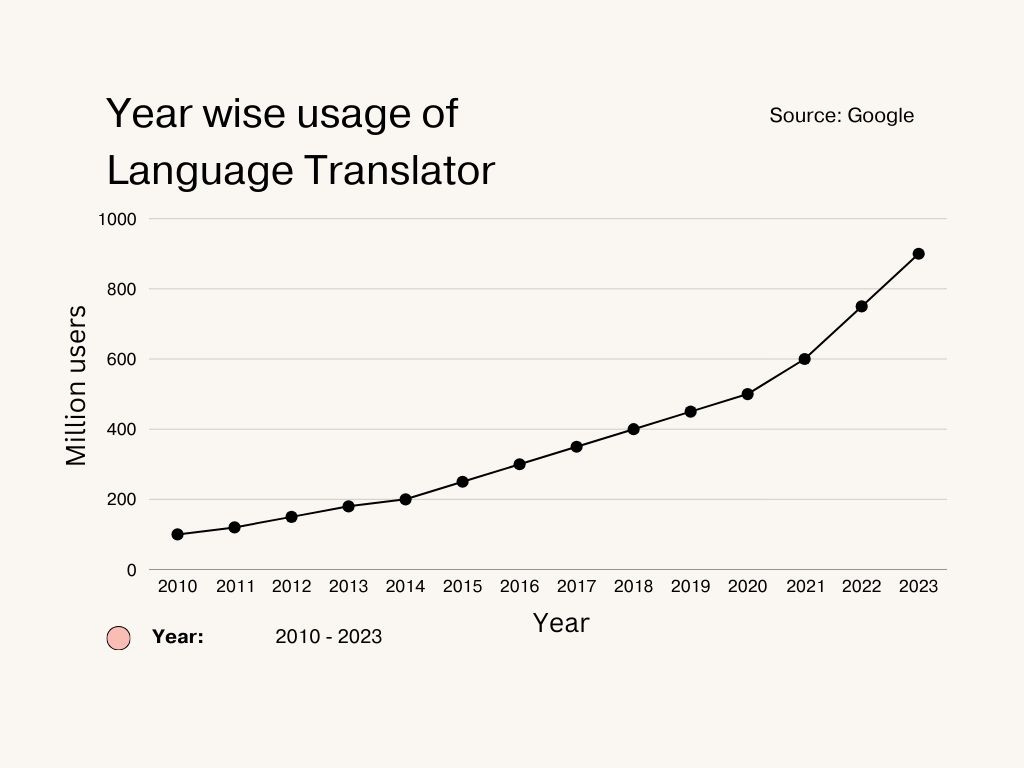 Year wise usage of
Language Translator
Source: Google
1000
800
600
400
200
0
Million users
2010 2011 2012 2013 2014 2015 2016 2017 2018 2019 2020 2021 2022 2023
Year
Year: 2010 - 2023